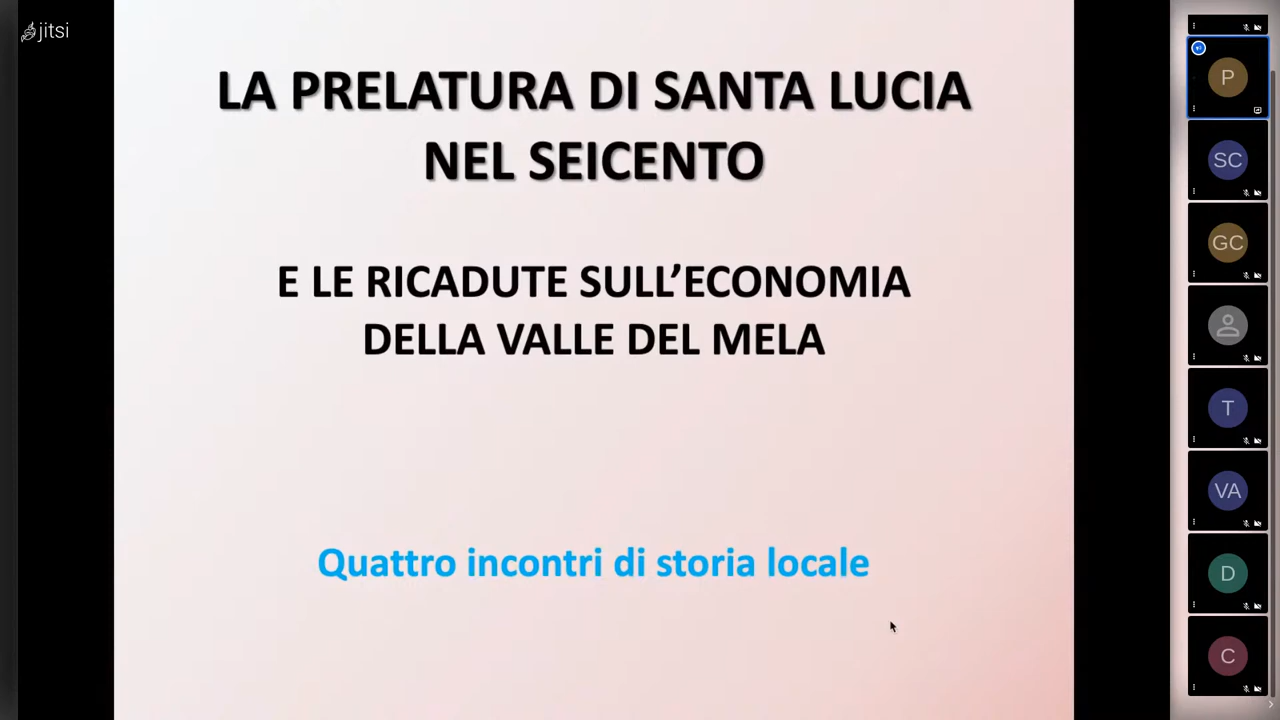 jitsi
LA PRELATURA DI SANTA LUCIA
NEL SEICENTO
E LE RICADUTE SULL’ECONOMIA
DELLA VALLE DEL MELA
Quattro incontri di storia locale
P
SC
GC
T
VA
D
C